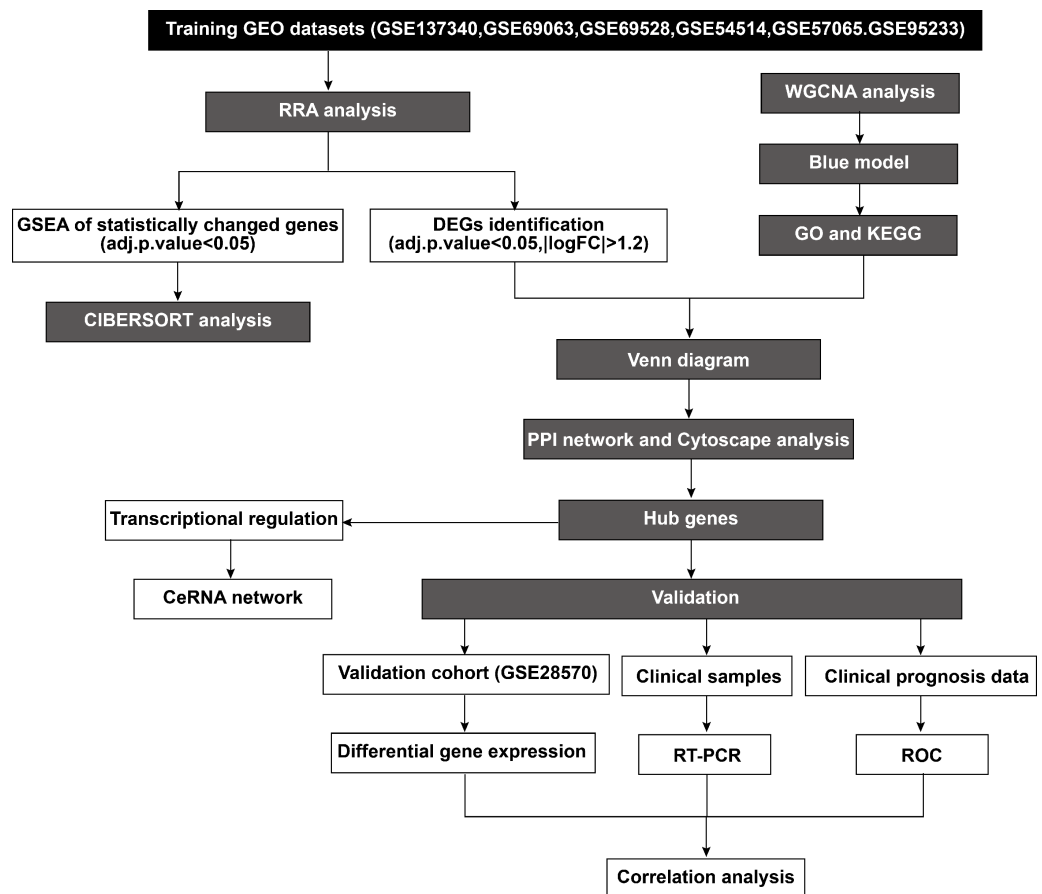 Training GEO datasets (GSE137340,GSE69063,GSE69528,GSE54514,GSE57065.GSE95233)
RRA analysis
WGCNA analysis
Blue model
GSEA of statistically changed genes
(adj.p.value<0.05)
DEGs identification
(adj.p.value<0.05,|logFC|>1.2)
GO and KEGG
CIBERSORT analysis
Venn diagram
PPI network and Cytoscape analysis
Transcriptional regulation
Hub genes
CeRNA network
Validation
Validation cohort (GSE28570)
Clinical samples
Clinical prognosis data
Differential gene expression
RT-PCR
ROC
Correlation analysis